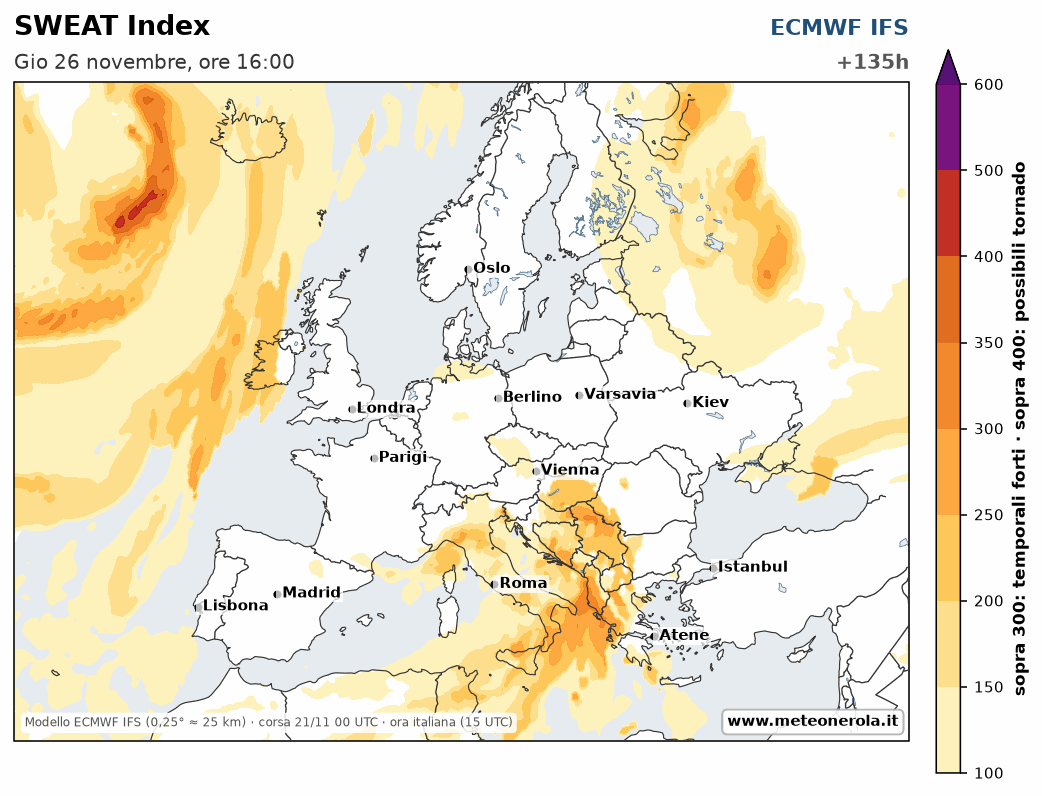 SWEAT Index
ECMWF IFS
Gio 26 novembre, ore 16:00
+135h
Oslo
Londra
Berlino
Varsavia
Kiev
Parigi
Vienna
Roma
Istanbul
Madrid
Lisbona
Atene
Modello ECMWF IFS (0,25° ≈ 25 km) · corsa 21/11 00 UTC · ora italiana (15 UTC)
www.meteonerola.it
600
500
400
350
300
250
200
150
100
sopra 300: temporali forti · sopra 400: possibili tornado